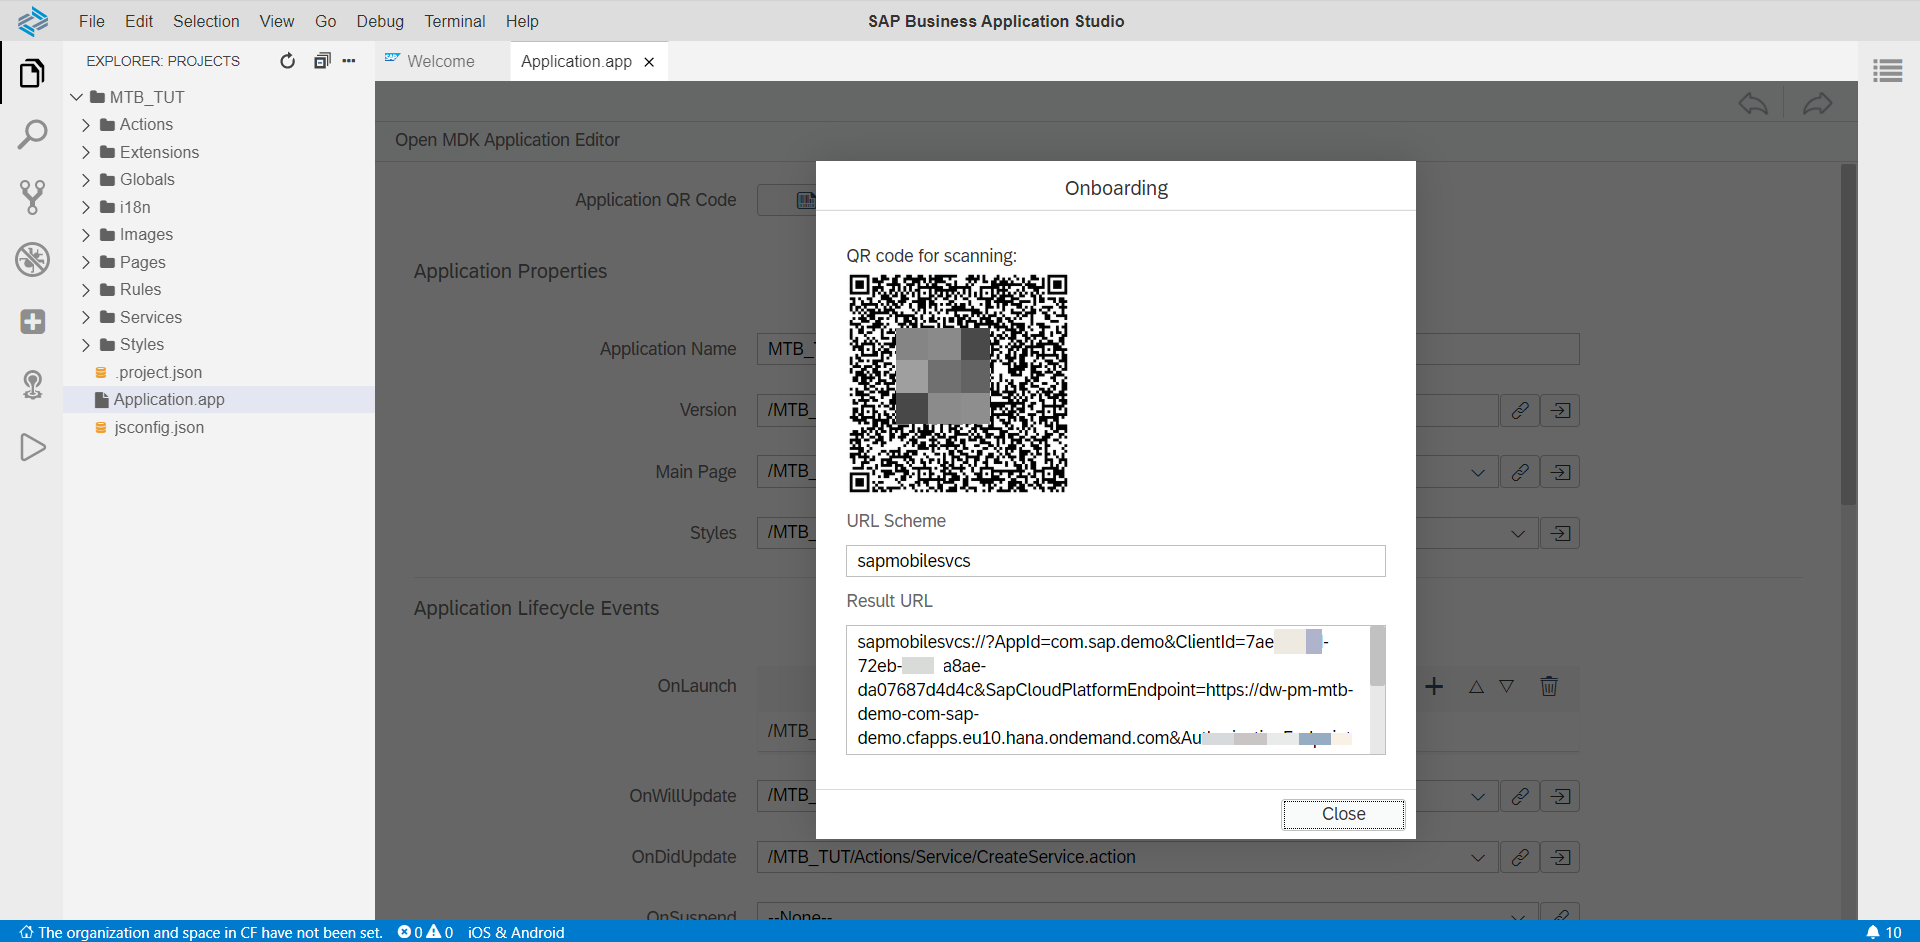 File Edit Selection View Go Debug Terminal Help
SAP Business Application Studio
EXPLORER: PROJECTS
MTB_TUT
Actions
Extensions
Globals
i18n
Images
Pages
Rules
Services
Styles
.project.json
Application.app
jsconfig.json
SAP Welcome
Application.app
Open MDK Application Editor
Application QR Code
Application Properties
Application Name MTB_
Version /MTB_
Main Page /MTB_
Styles /MTB_
Application Lifecycle Events
OnLaunch
/MTB_
OnWillUpdate /MTB_
OnDidUpdate /MTB_TUT/Actions/Service/CreateService.action
OnSuspend --None--
Onboarding
QR code for scanning:
URL Scheme
sapmobilesvcs
Result URL
sapmobilesvcs://?AppId=com.sap.demo&ClientId=7ae -
72eb- a8ae-
da07687d4d4c&SapCloudPlatformEndpoint=https://dw-pm-mtb-
demo-com-sap-
demo.cfapps.eu10.hana.ondemand.com&Au
Close
The organization and space in CF have not been set. 0 0 iOS & Android
10